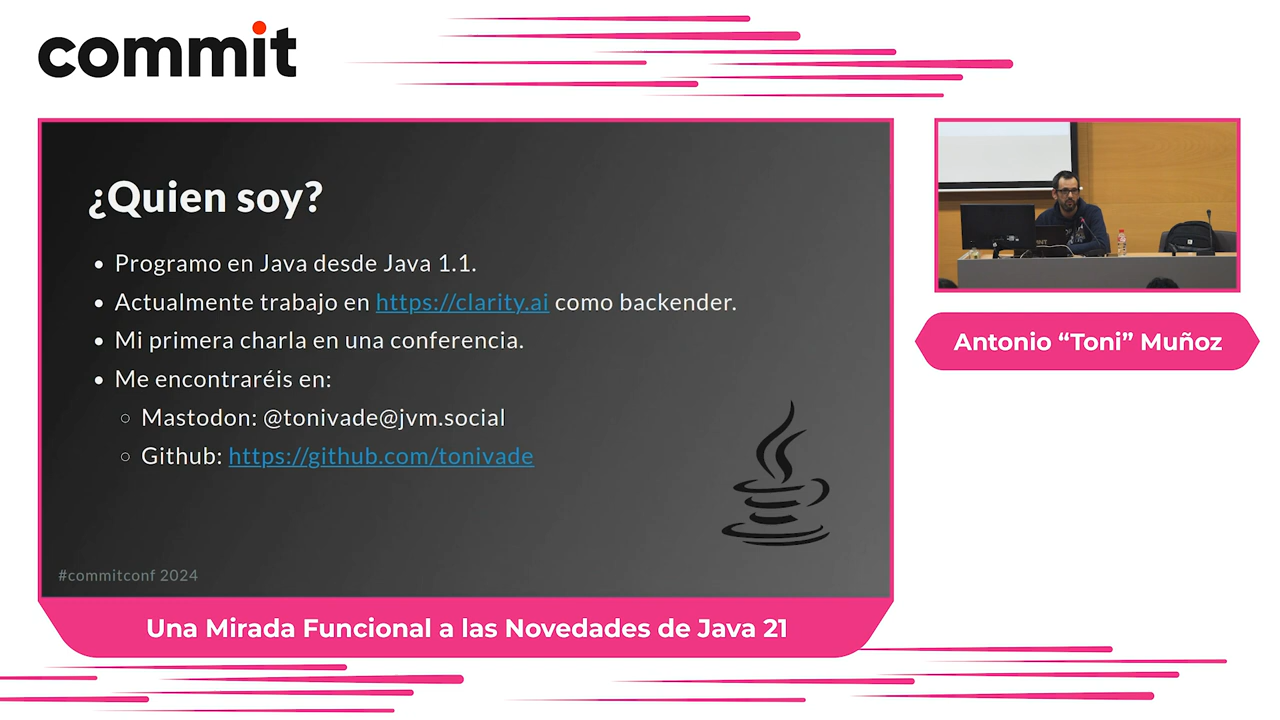 commit
¿Quien soy?
• Programo en Java desde Java 1.1.
• Actualmente trabajo en https://clarity.ai como backender.
• Mi primera charla en una conferencia.
• Me encontraréis en:
○ Mastodon: @tonivade@jvm.social
○ Github: https://github.com/tonivade
#commitconf 2024
Una Mirada Funcional a las Novedades de Java 21
Antonio “Toni” Muñoz